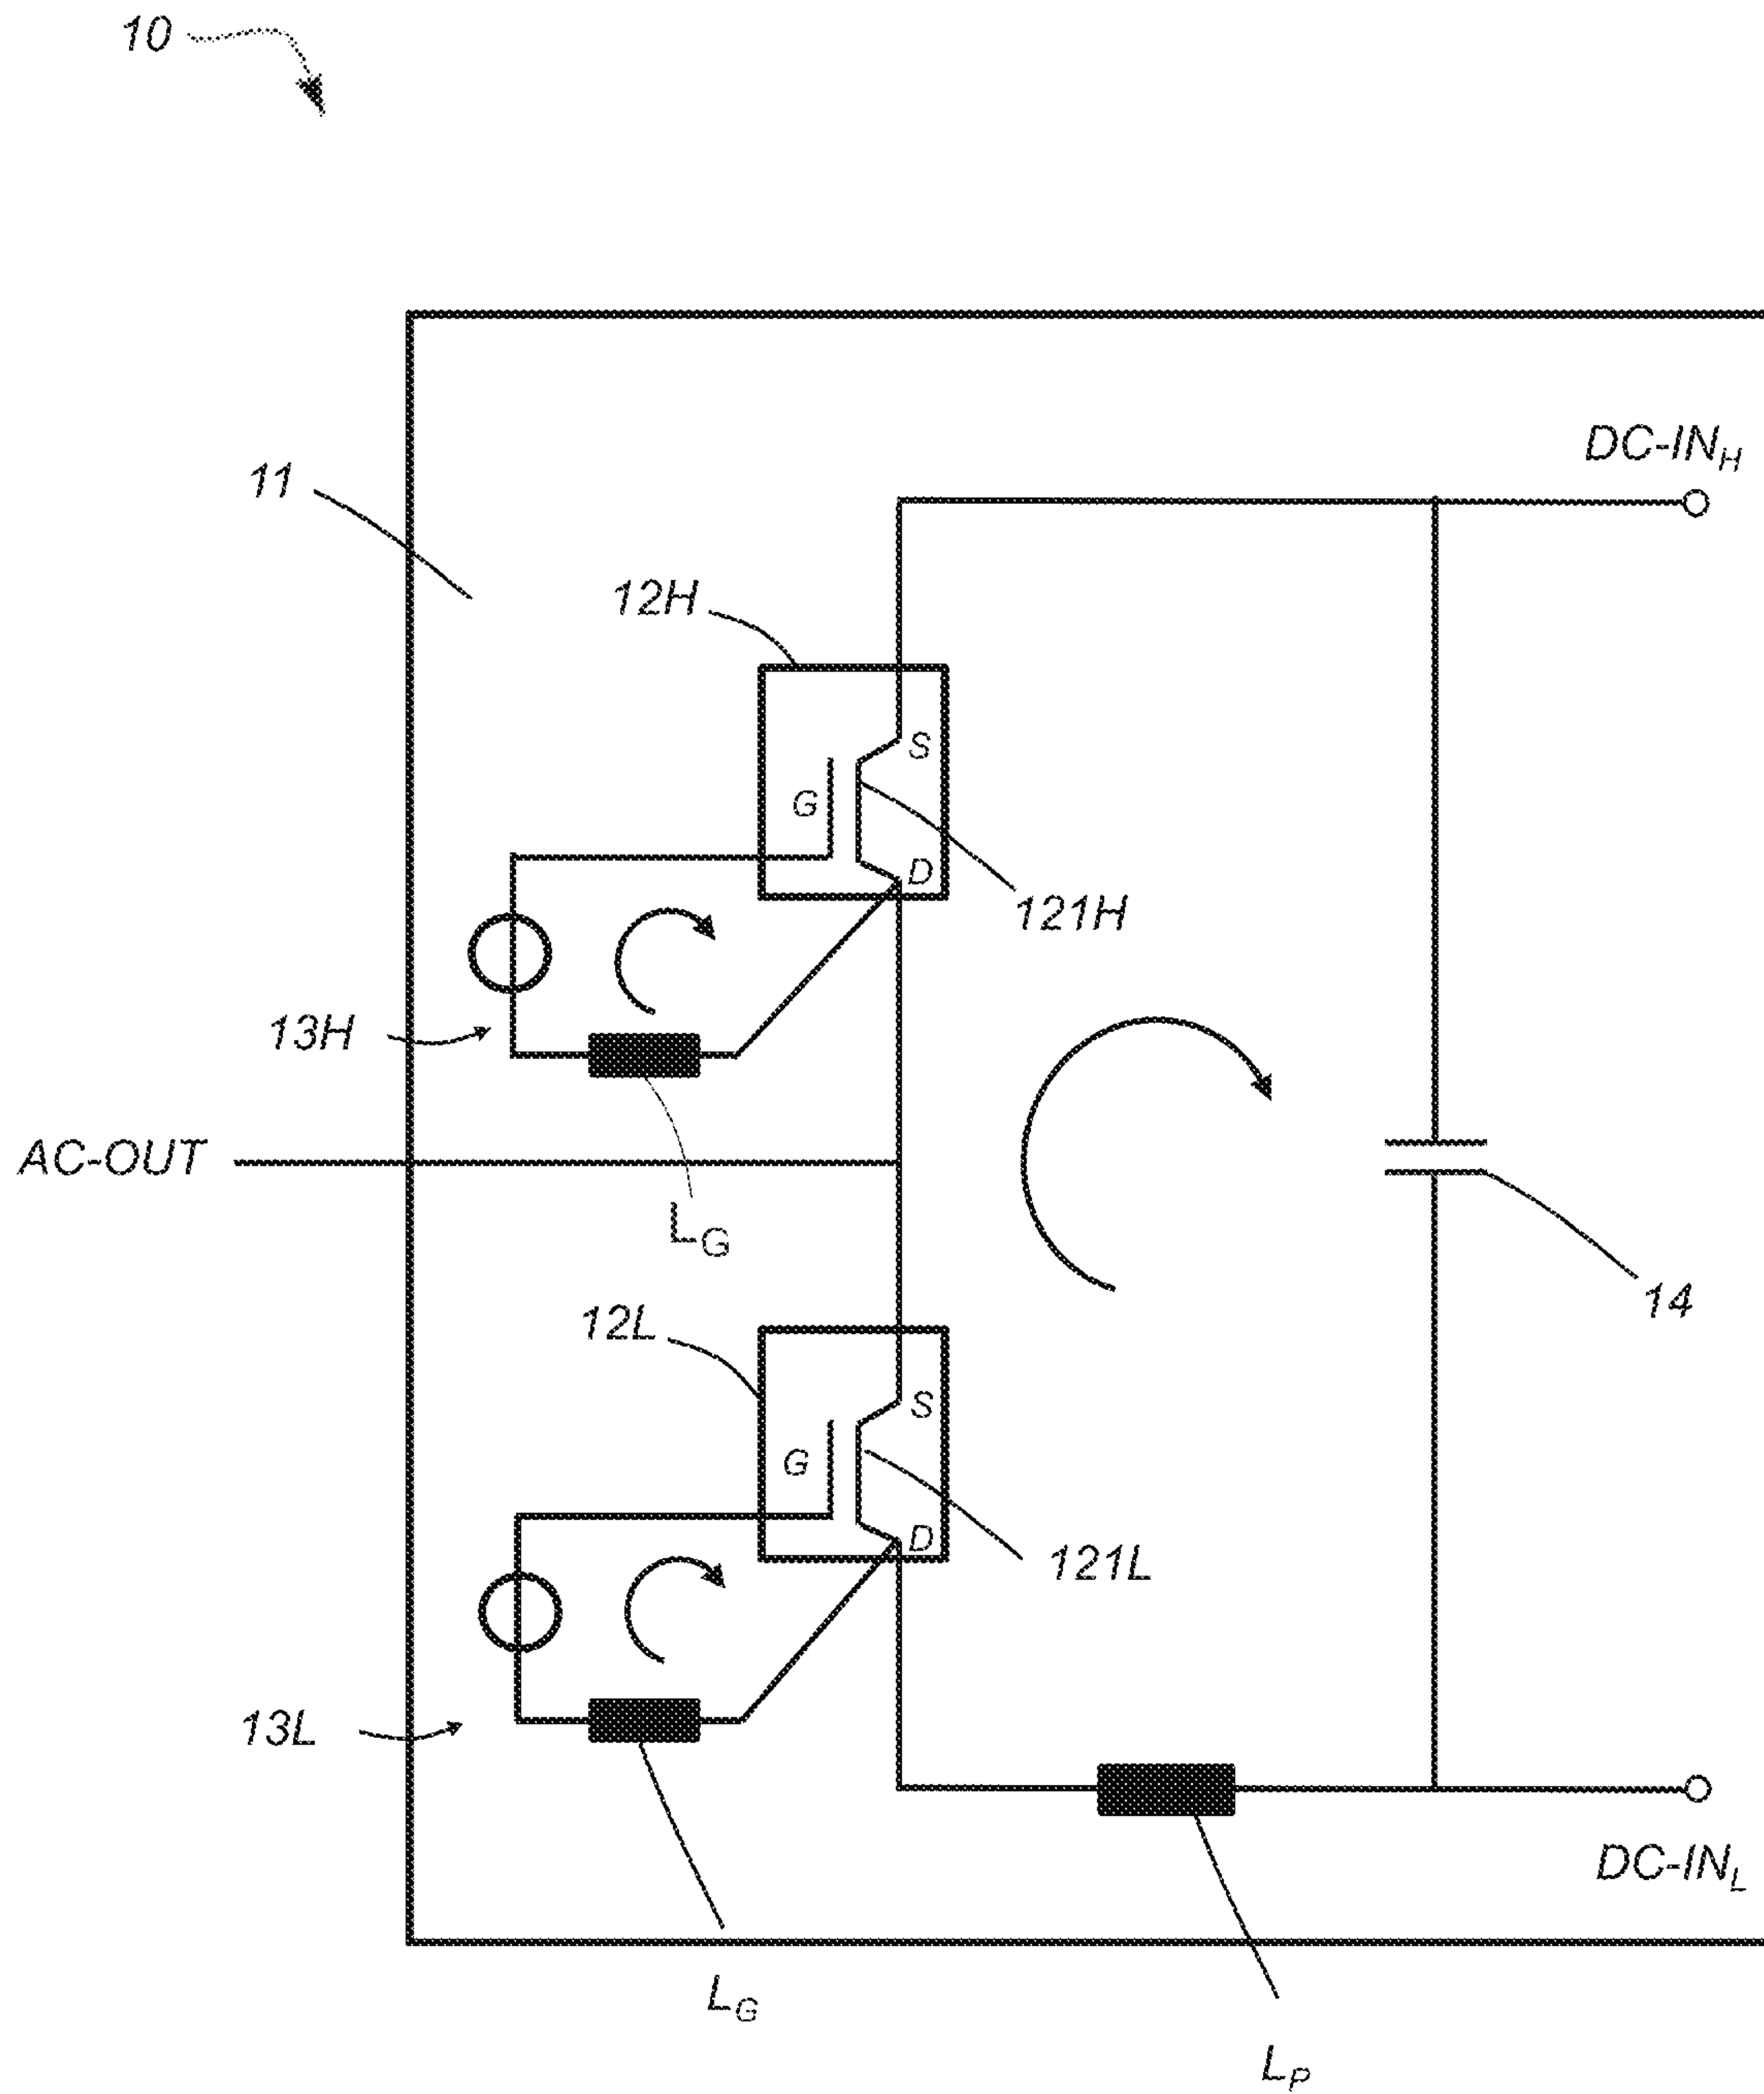 10
DC-IN_H
11
12H
S
G
D
121H
13H
AC-OUT
L_G
14
12L
S
G
D
121L
13L
DC-IN_L
L_G
L_P